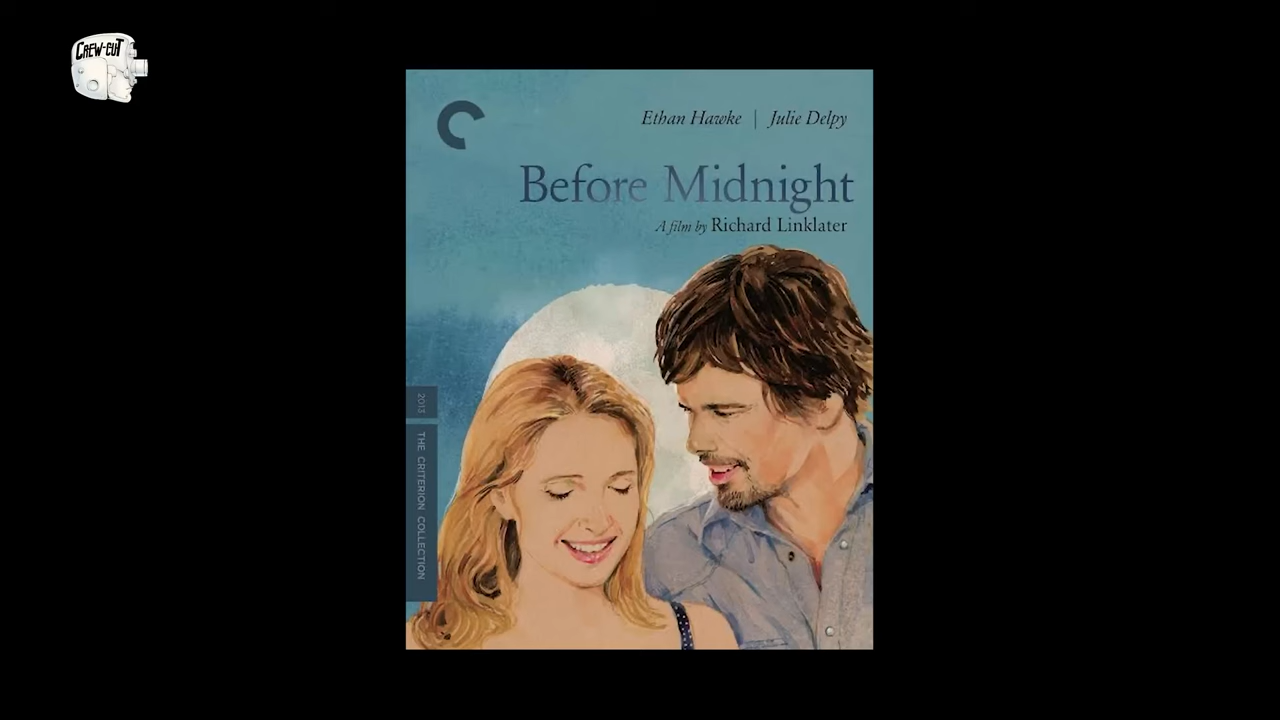 CREW-CUT
Ethan Hawke | Julie Delpy
Before Midnight
A film by Richard Linklater
2013
THE CRITERION COLLECTION